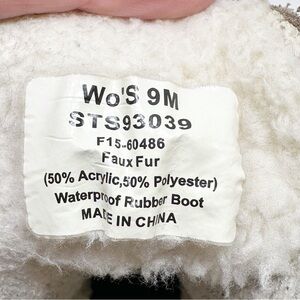 Wo'S 9M
STS93039
F15-60486
Faux Fur
(50% Acrylic,50% Polyester)
Waterproof Rubber Boot
MADE IN CHINA